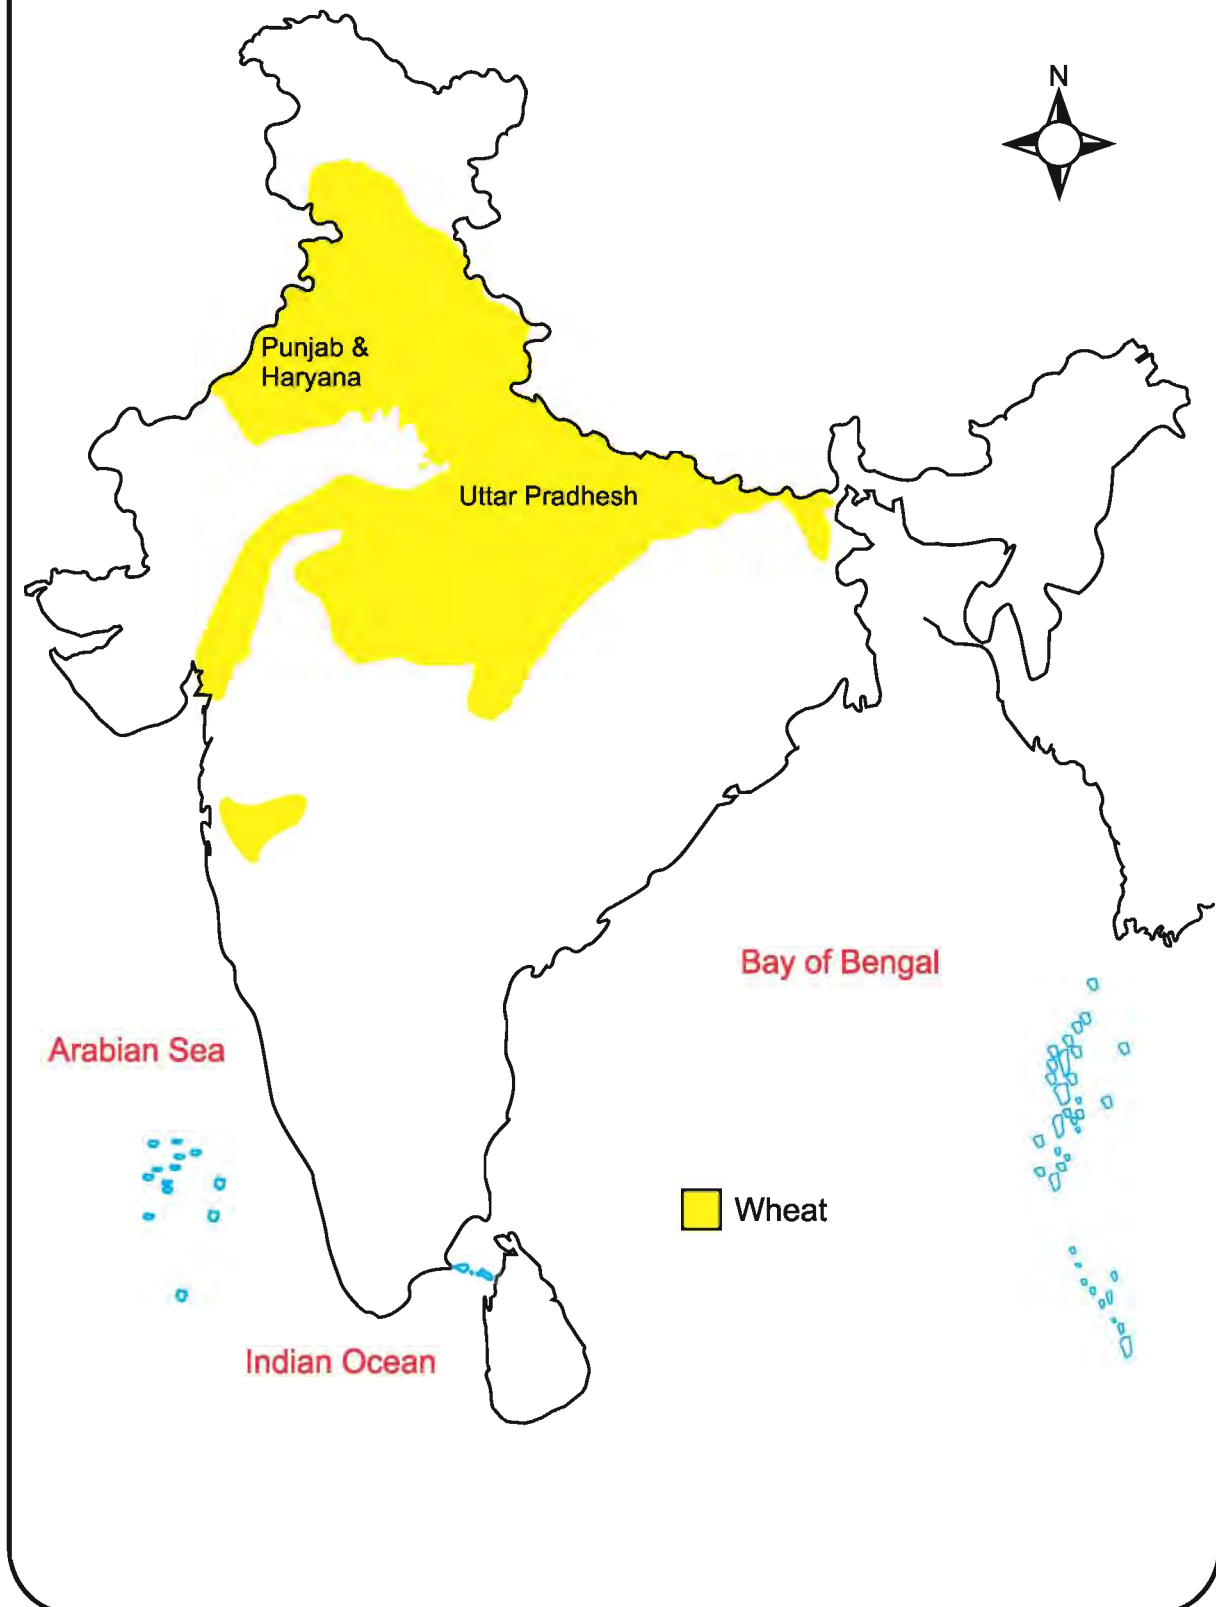 N
Punjab &
Haryana
Uttar Pradhesh
Bay of Bengal
Arabian Sea
Wheat
Indian Ocean